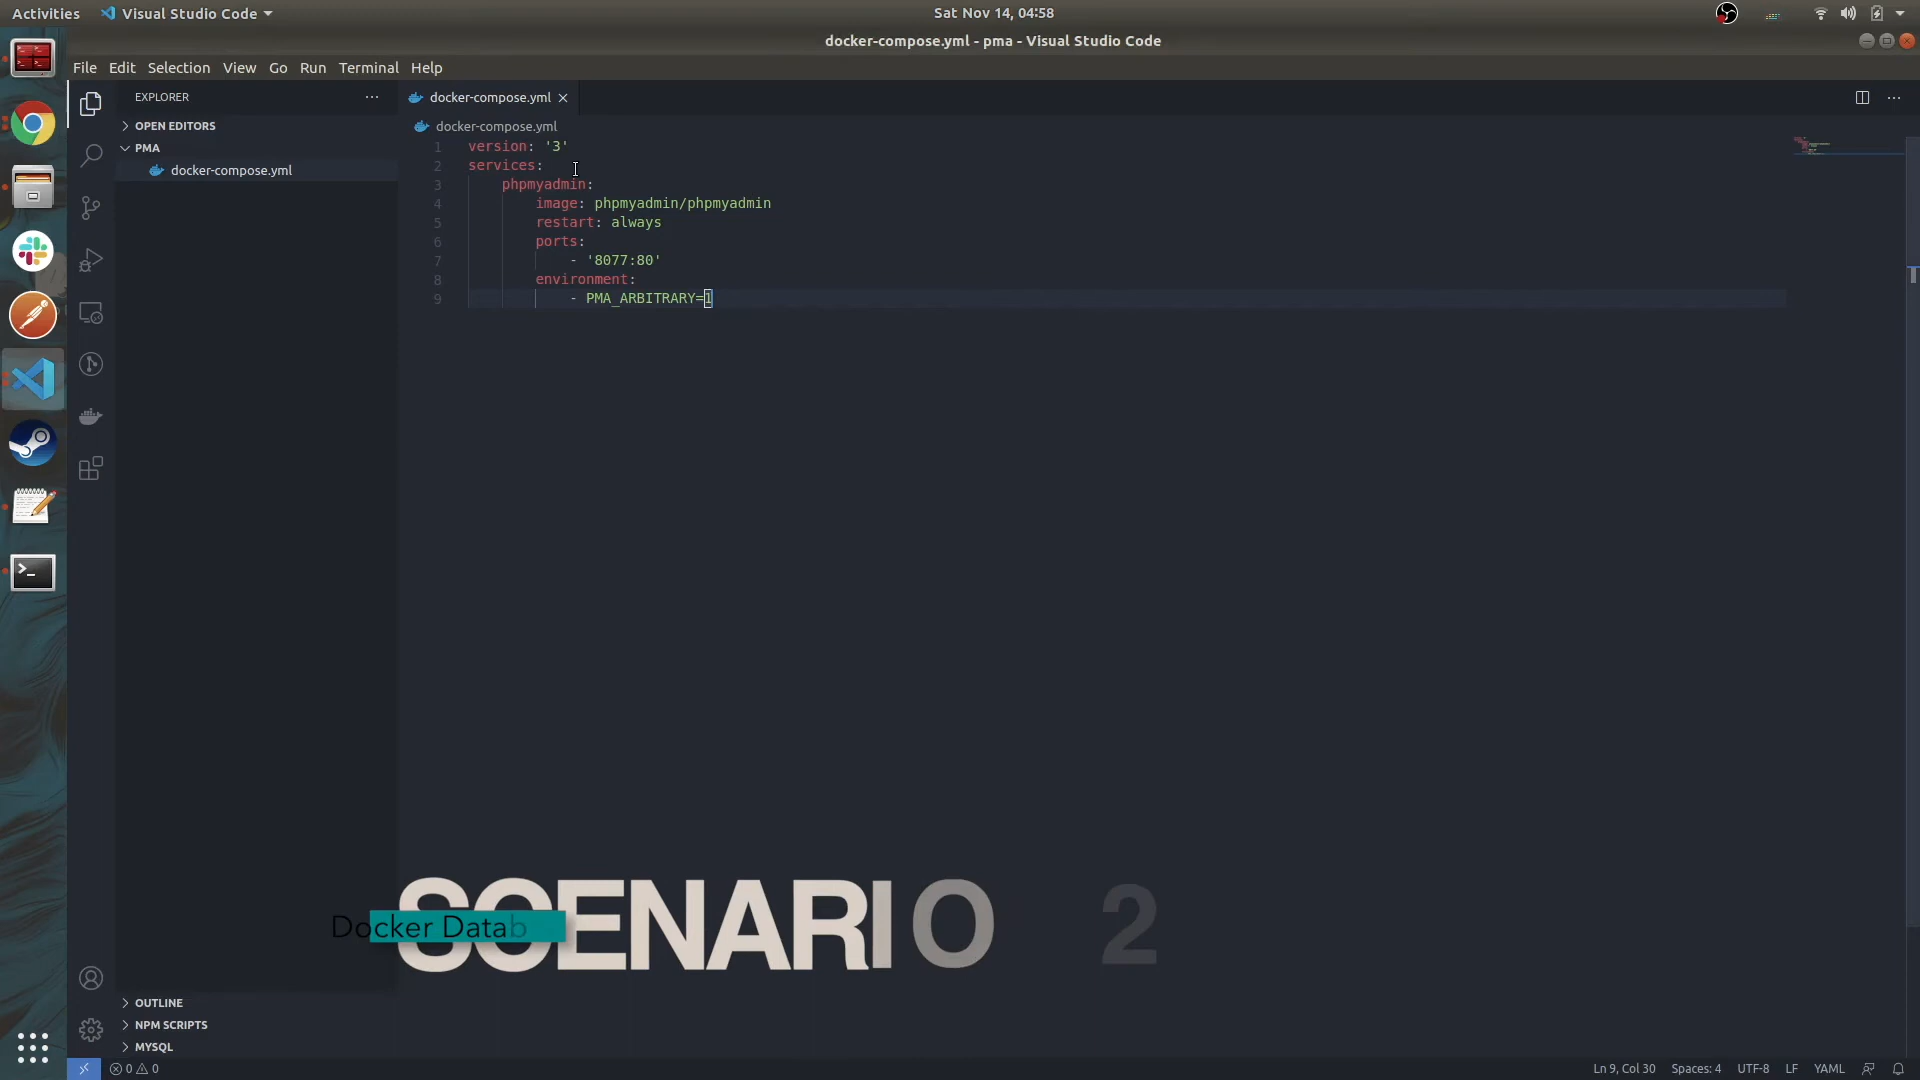 Activities
Visual Studio Code
Sat Nov 14, 04:58
docker-compose.yml - pma - Visual Studio Code
File Edit Selection View Go Run Terminal Help
EXPLORER
docker-compose.yml
OPEN EDITORS
PMA
docker-compose.yml
docker-compose.yml
1 version: '3'
2 services:
3 phpmyadmin:
4 image: phpmyadmin/phpmyadmin
5 restart: always
6 ports:
7 - '8077:80'
8 environment:
9 - PMA_ARBITRARY=1
SCENARIO 2
Docker Datab
OUTLINE
NPM SCRIPTS
MYSQL
0 0
Ln 9, Col 30 Spaces: 4 UTF-8 LF YAML